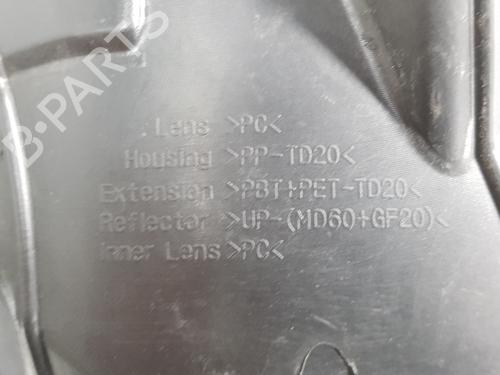 Lens >PC<
Housing >PP-TD20<
Extension >PBT+PET-TD20<
Reflector >UP-(MD60+GF20)<
Inner Lens >PC<
B-PARTS